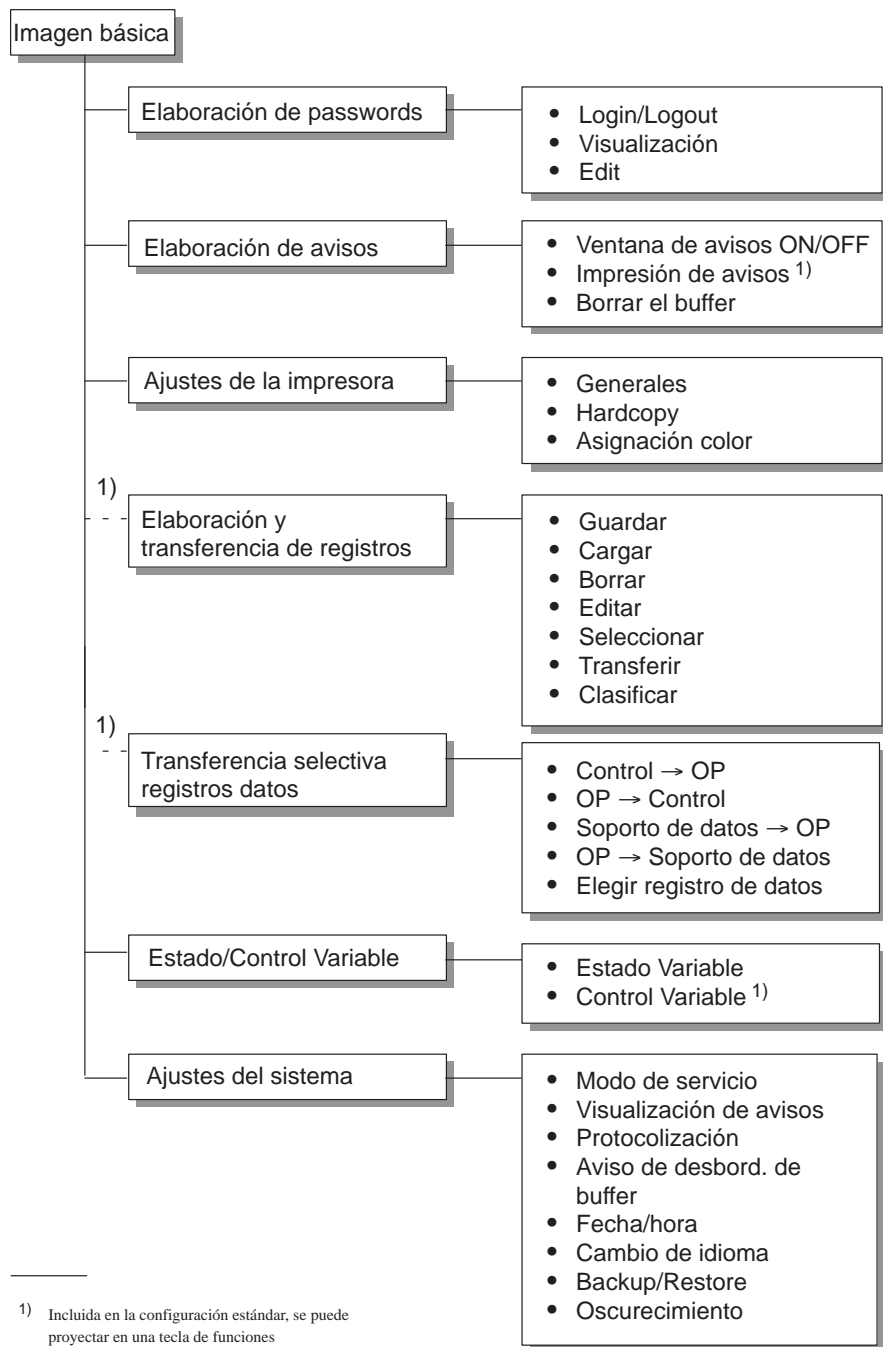 Imagen básica
Elaboración de passwords
• Login/Logout
• Visualización
• Edit
Elaboración de avisos
• Ventana de avisos ON/OFF
• Impresión de avisos 1)
• Borrar el buffer
Ajustes de la impresora
• Generales
• Hardcopy
• Asignación color
1)
Elaboración y
transferencia de registros
• Guardar
• Cargar
• Borrar
• Editar
• Seleccionar
• Transferir
• Clasificar
1)
Transferencia selectiva
registros datos
• Control → OP
• OP → Control
• Soporto de datos → OP
• OP → Soporto de datos
• Elegir registro de datos
Estado/Control Variable
• Estado Variable
• Control Variable 1)
Ajustes del sistema
• Modo de servicio
• Visualización de avisos
• Protocolización
• Aviso de desbord. de
buffer
• Fecha/hora
• Cambio de idioma
• Backup/Restore
• Oscurecimiento
1) Incluida en la configuración estándar, se puede
proyectar en una tecla de funciones